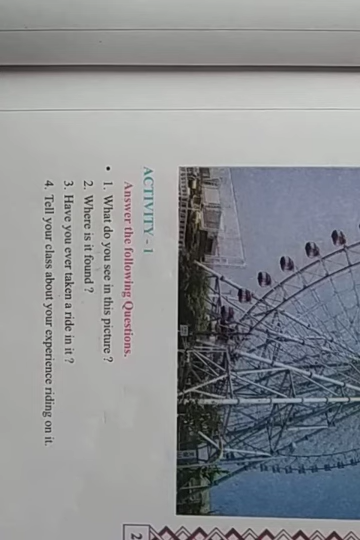 ACTIVITY - 1
Answer the following Questions.
• 1. What do you see in this picture ?
2. Where is it found ?
3. Have you ever taken a ride in it ?
4. Tell your class about your experience riding on it.
2